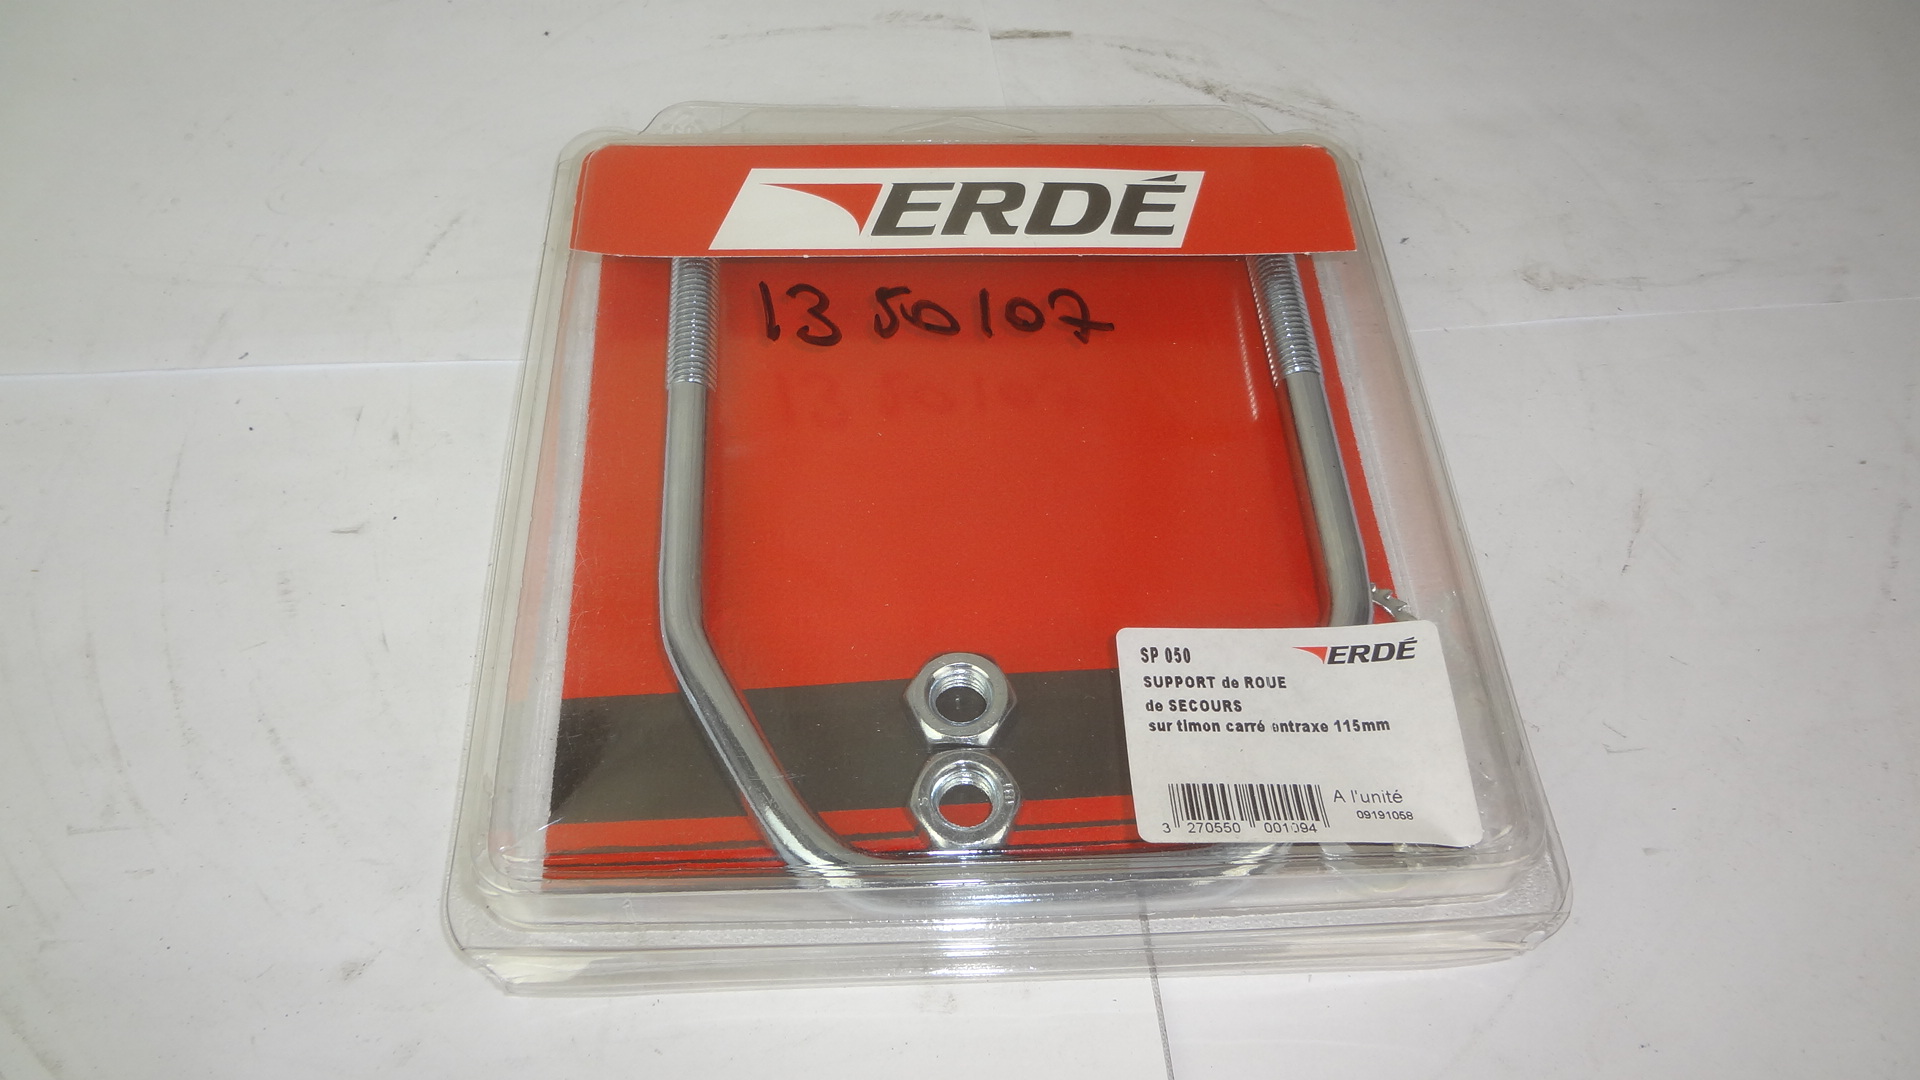 ERDÉ
13 50107
SP 050
ERDÉ
SUPPORT de ROUE
de SECOURS
sur timon carré entraxe 115mm
A l'unité
09191058
3 270550 001094